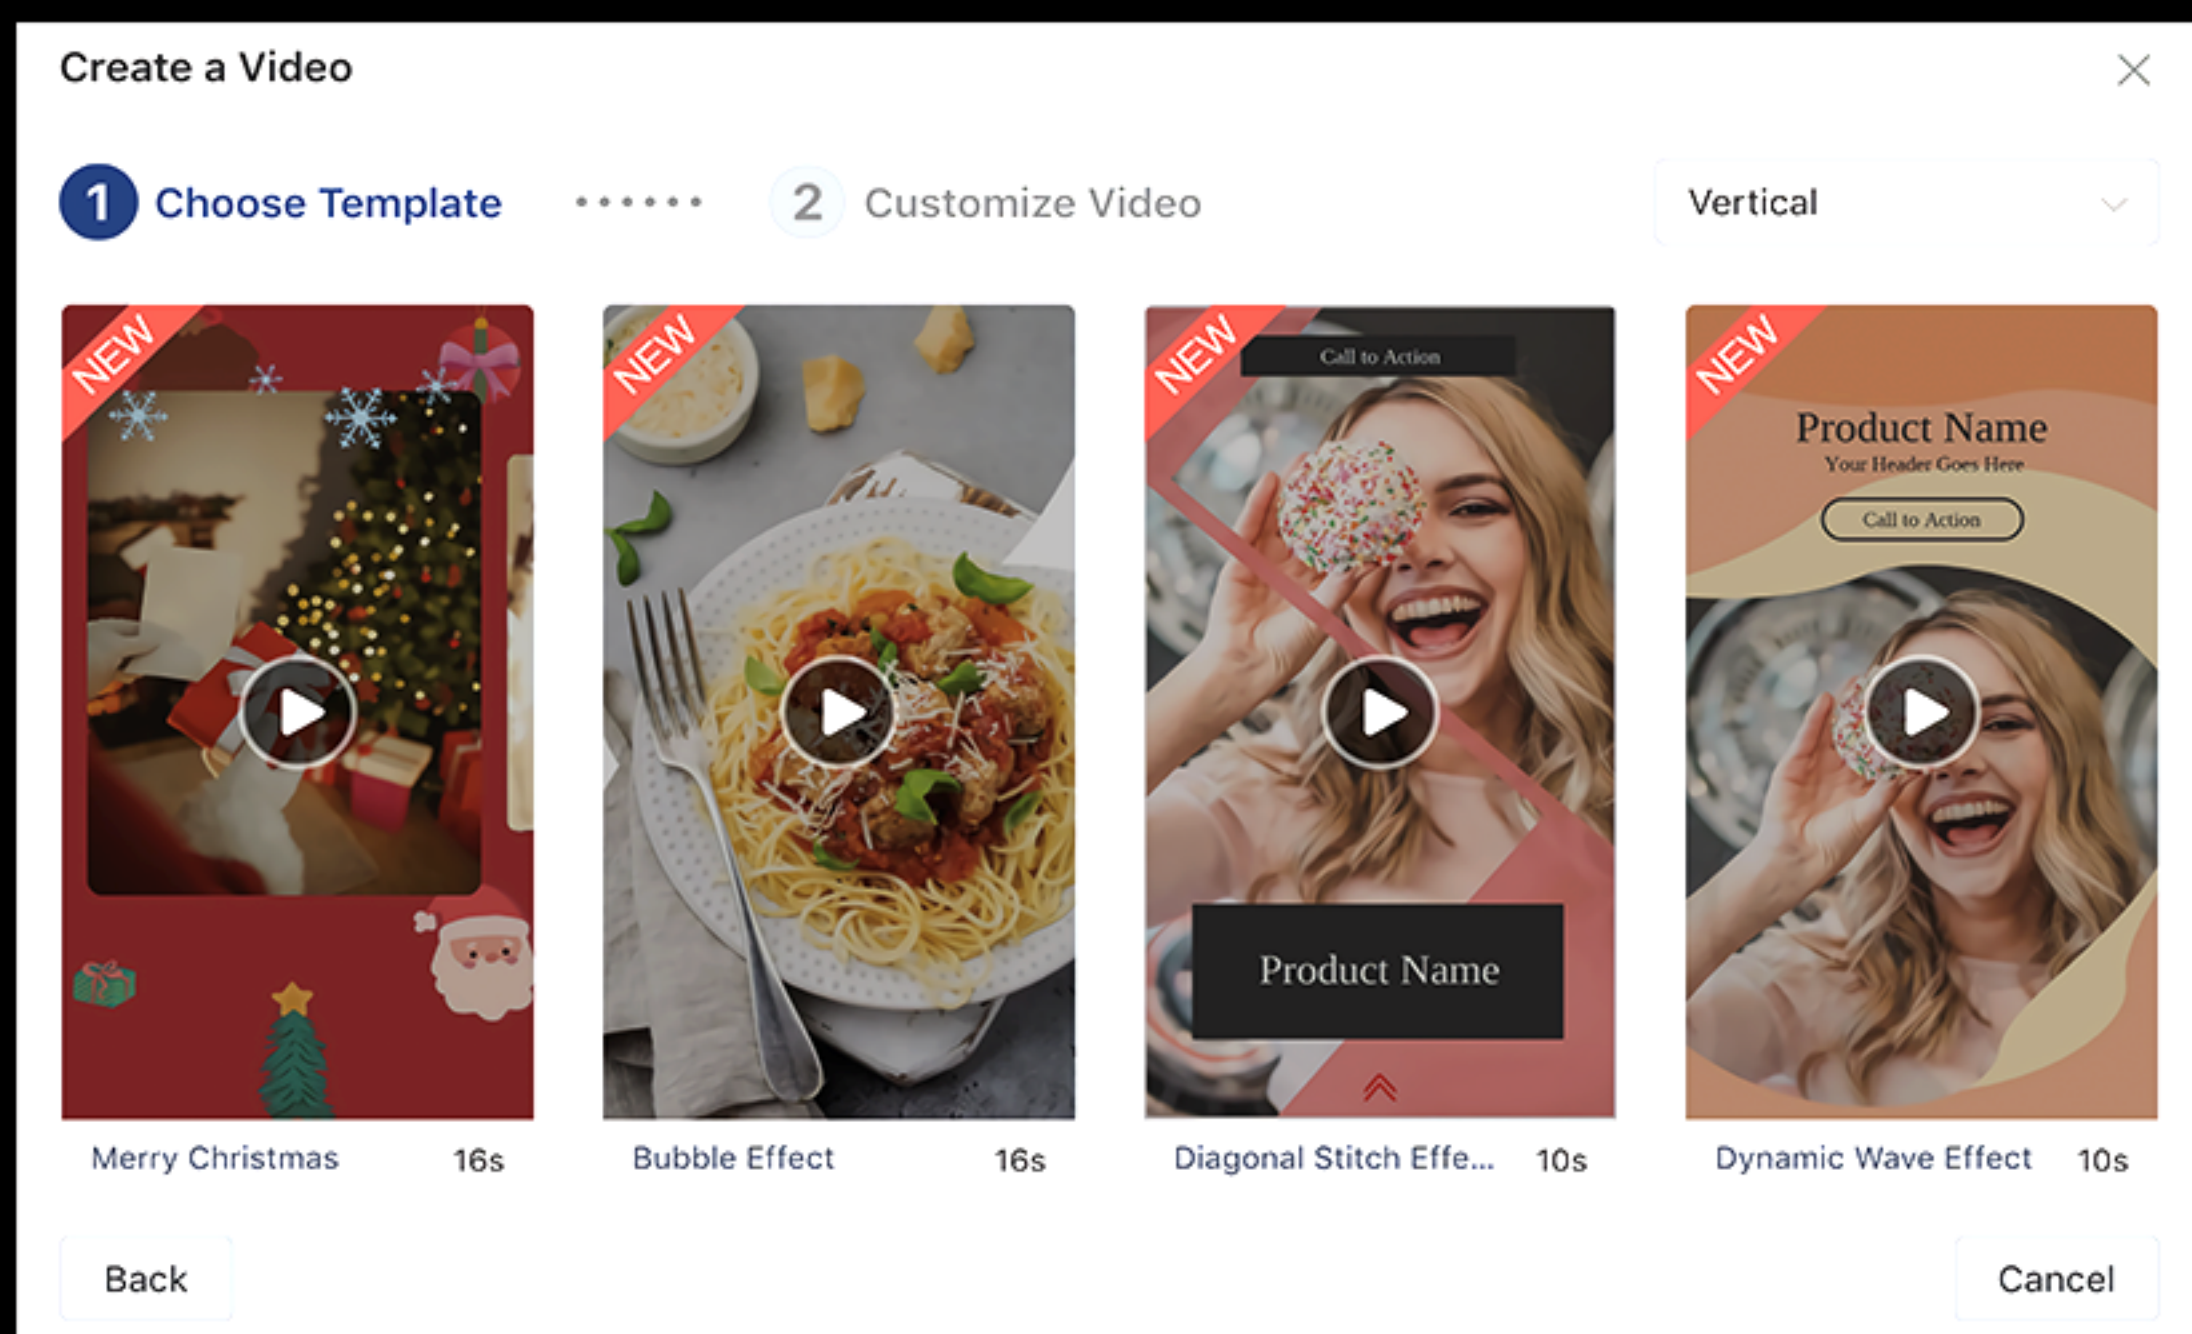 Create a Video
1 Choose Template
2 Customize Video
Vertical
NEW
NEW
NEW
Call to Action
Product Name
NEW
Product Name
Your Header Goes Here
Call to Action
Merry Christmas 16s
Bubble Effect 16s
Diagonal Stitch Effe... 10s
Dynamic Wave Effect 10s
Back
Cancel